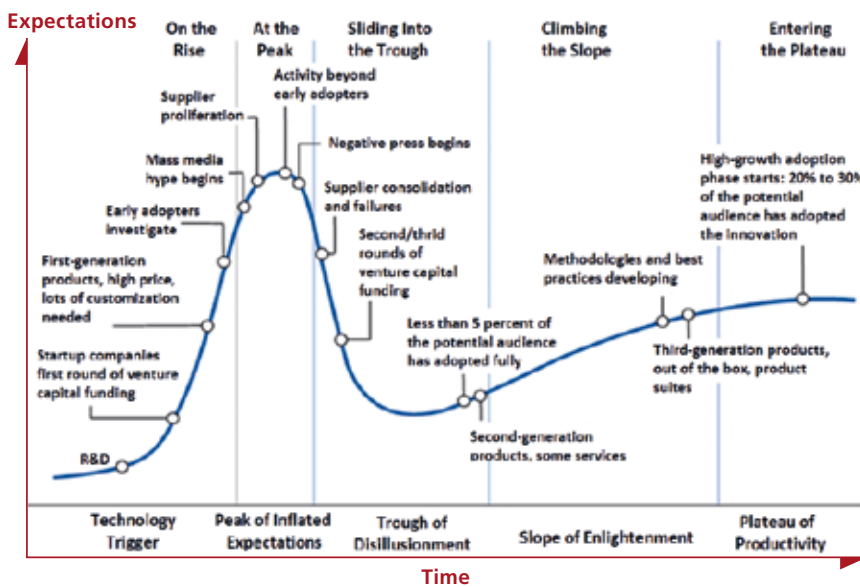 Expectations
On the
Rise
At the
Peak
Sliding Into
the Trough
Climbing
the Slope
Entering
the Plateau
Activity beyond
early adopters
Supplier
proliferation
Negative press begins
Mass media
hype begins
Supplier consolidation
and failures
Early adopters
investigate
Second/thrid
rounds of
venture capital
funding
First-generation
products, high price,
lots of customization
needed
Startup companies
first round of venture
capital funding
R&D
Less than 5 percent of
the potential audience
has adopted fully
Second-generation
products, some services
Methodologies and best
practices developing
Third-generation products,
out of the box, product
suites
High-growth adoption
phase starts: 20% to 30%
of the potential
audience has adopted
the innovation
Technology
Trigger
Peak of Inflated
Expectations
Trough of
Disillusionment
Slope of Enlightenment
Plateau of
Productivity
Time